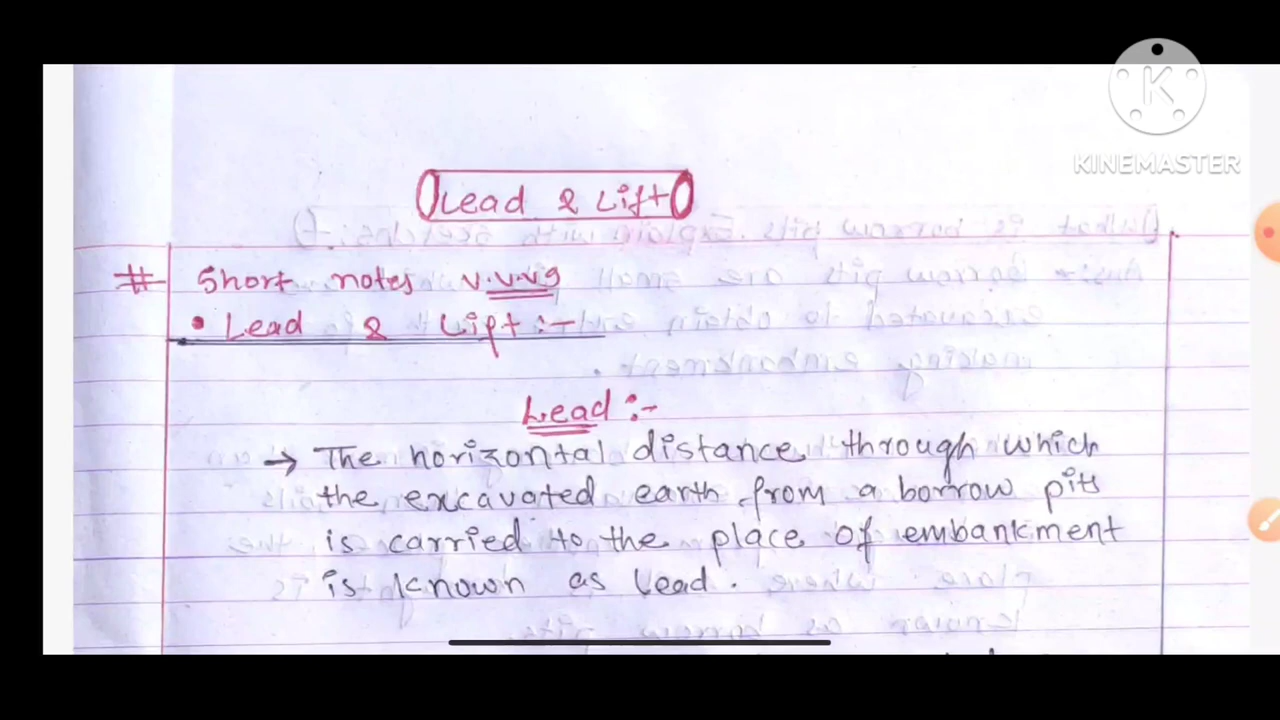 KINEMASTER
Lead & Lift
# Short notes v.v.v9
• Lead & Lift :-
Lead :-
→ The horizontal distance through which
the excavated earth from a borrow pits
is carried to the place of embankment
is known as Lead.